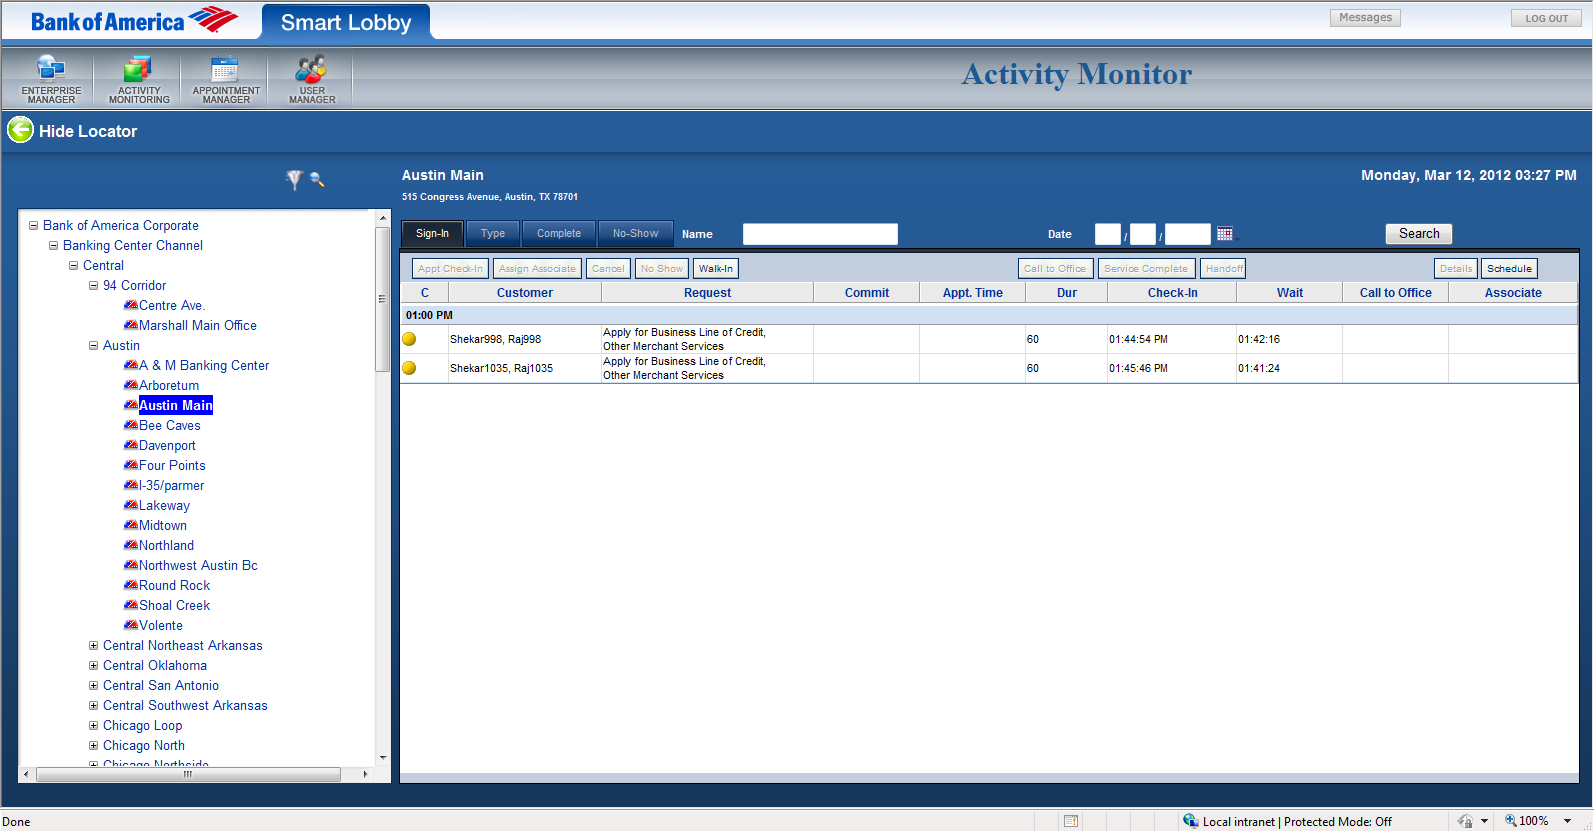 Bank of America
Smart Lobby
Messages
LOG OUT
ENTERPRISE
MANAGER
ACTIVITY
MONITORING
APPOINTMENT
MANAGER
USER
MANAGER
Activity Monitor
Hide Locator
Austin Main
Monday, Mar 12, 2012 03:27 PM
515 Congress Avenue, Austin, TX 78701
Sign-In Type Complete No-Show Name Date / / Search
Appt Check-In Assign Associate Cancel No Show Walk-In Call to Office Service Complete Handoff Details Schedule
C Customer Request Commit Appt. Time Dur Check-In Wait Call to Office Associate
01:00 PM
Shekar998, Raj998 Apply for Business Line of Credit, 60 01:44:54 PM 01:42:16
Other Merchant Services
Shekar1035, Raj1035 Apply for Business Line of Credit, 60 01:45:46 PM 01:41:24
Other Merchant Services
Bank of America Corporate
Banking Center Channel
Central
94 Corridor
Centre Ave.
Marshall Main Office
Austin
A & M Banking Center
Arboretum
Austin Main
Bee Caves
Davenport
Four Points
I-35/parmer
Lakeway
Midtown
Northland
Northwest Austin Bc
Round Rock
Shoal Creek
Volente
Central Northeast Arkansas
Central Oklahoma
Central San Antonio
Central Southwest Arkansas
Chicago Loop
Chicago North
Chicago Northside
Done
Local intranet | Protected Mode: Off
100%